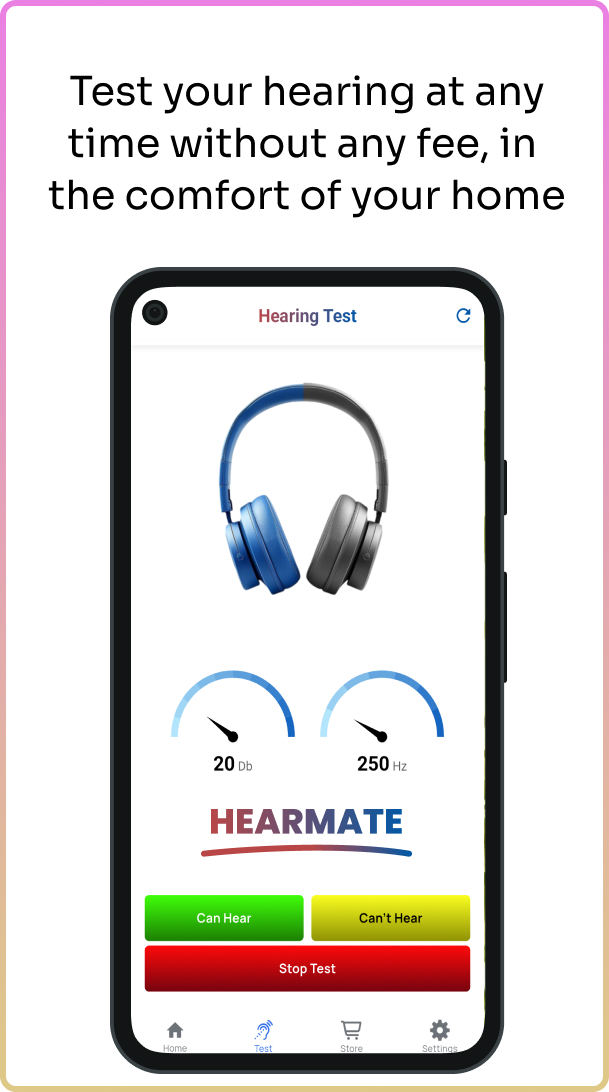 Test your hearing at any
time without any fee, in
the comfort of your home
Hearing Test
20 Db
250 Hz
HEARMATE
Can Hear
Can't Hear
Stop Test
Home
Test
Store
Settings